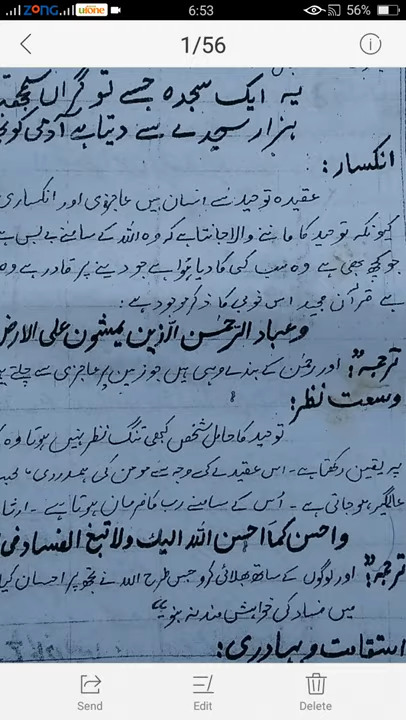 ZONG ufone 6:53 56%
1/56
یہ ایک سجدہ جسے تو گراں سمجھتا
ہزار سجدے سے دیتا ہے آدمی کو
انکسار:
عقیدہ توحید سے انسان میں عاجزی اور انکساری
کیونکہ توحید کا ماننے والا جانتا ہے کہ وہ اللہ کے سامنے بے بس ہے
جو کچھ بھی ہے وہ سب کسی کا دیا ہوا ہے جو دینے پر قادر ہے وہ
ہے قرآن مجید اس خوبی کا ذکر موجود ہے:
وعباد الرحمن الذین یمشون علی الارض
ترجمہ: اور رحمٰن کے بندے وہی ہیں جو زمین پر عاجزی سے چلتے
وسعت نظر:
توحید کا حامل شخص کبھی تنگ نظر نہیں ہوتا وہ
پر یقین رکھتا ہے۔ اس عقیدے کی وجہ سے مومن کی ہمدردی،
عالمگیر ہو جاتی ہے۔ اُس کے سامنے رب کا فرمان ہوتا ہے۔
واحسن کما احسن اللہ الیک ولا تبغ الفساد فی
ترجمہ: اور لوگوں کے ساتھ بھلائی کرو جس طرح اللہ نے تجھ پر احسان کیا
میں فساد کی خواہش مند نہ ہو
استقامت و بہادری:
Send Edit Delete